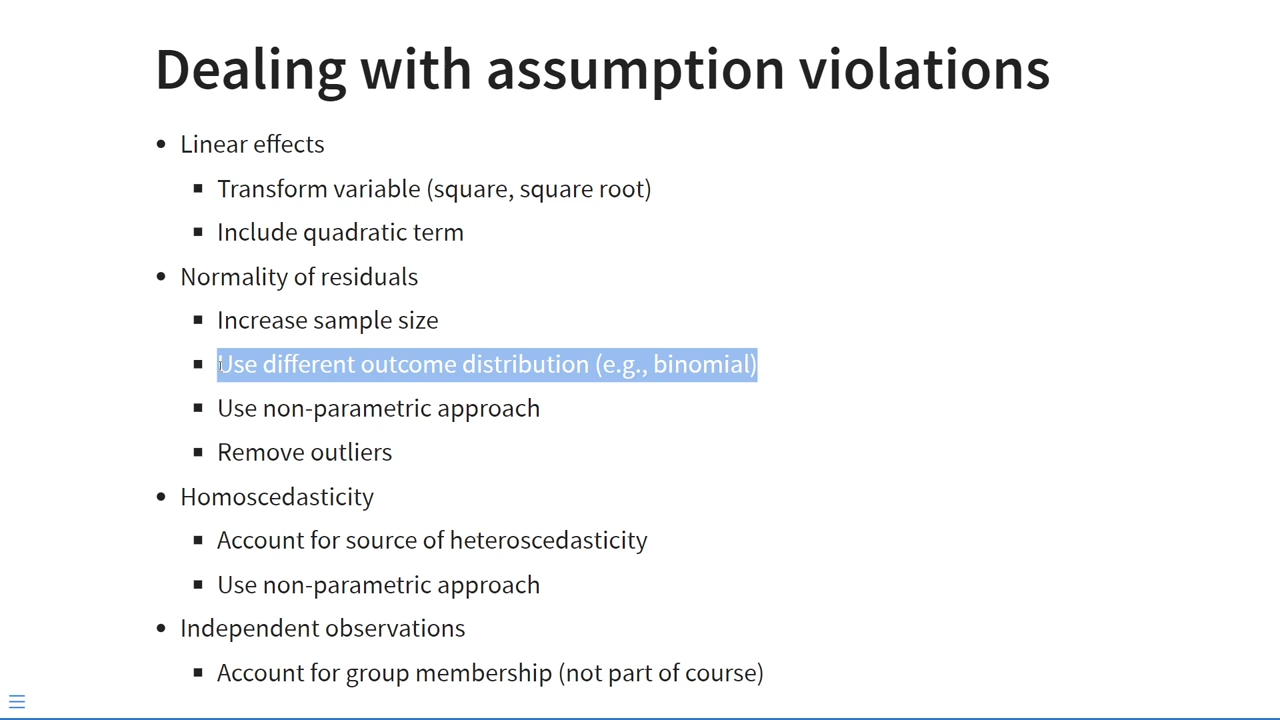 Dealing with assumption violations
• Linear effects
▪ Transform variable (square, square root)
▪ Include quadratic term
• Normality of residuals
▪ Increase sample size
▪ Use different outcome distribution (e.g., binomial)
▪ Use non-parametric approach
▪ Remove outliers
• Homoscedasticity
▪ Account for source of heteroscedasticity
▪ Use non-parametric approach
• Independent observations
▪ Account for group membership (not part of course)